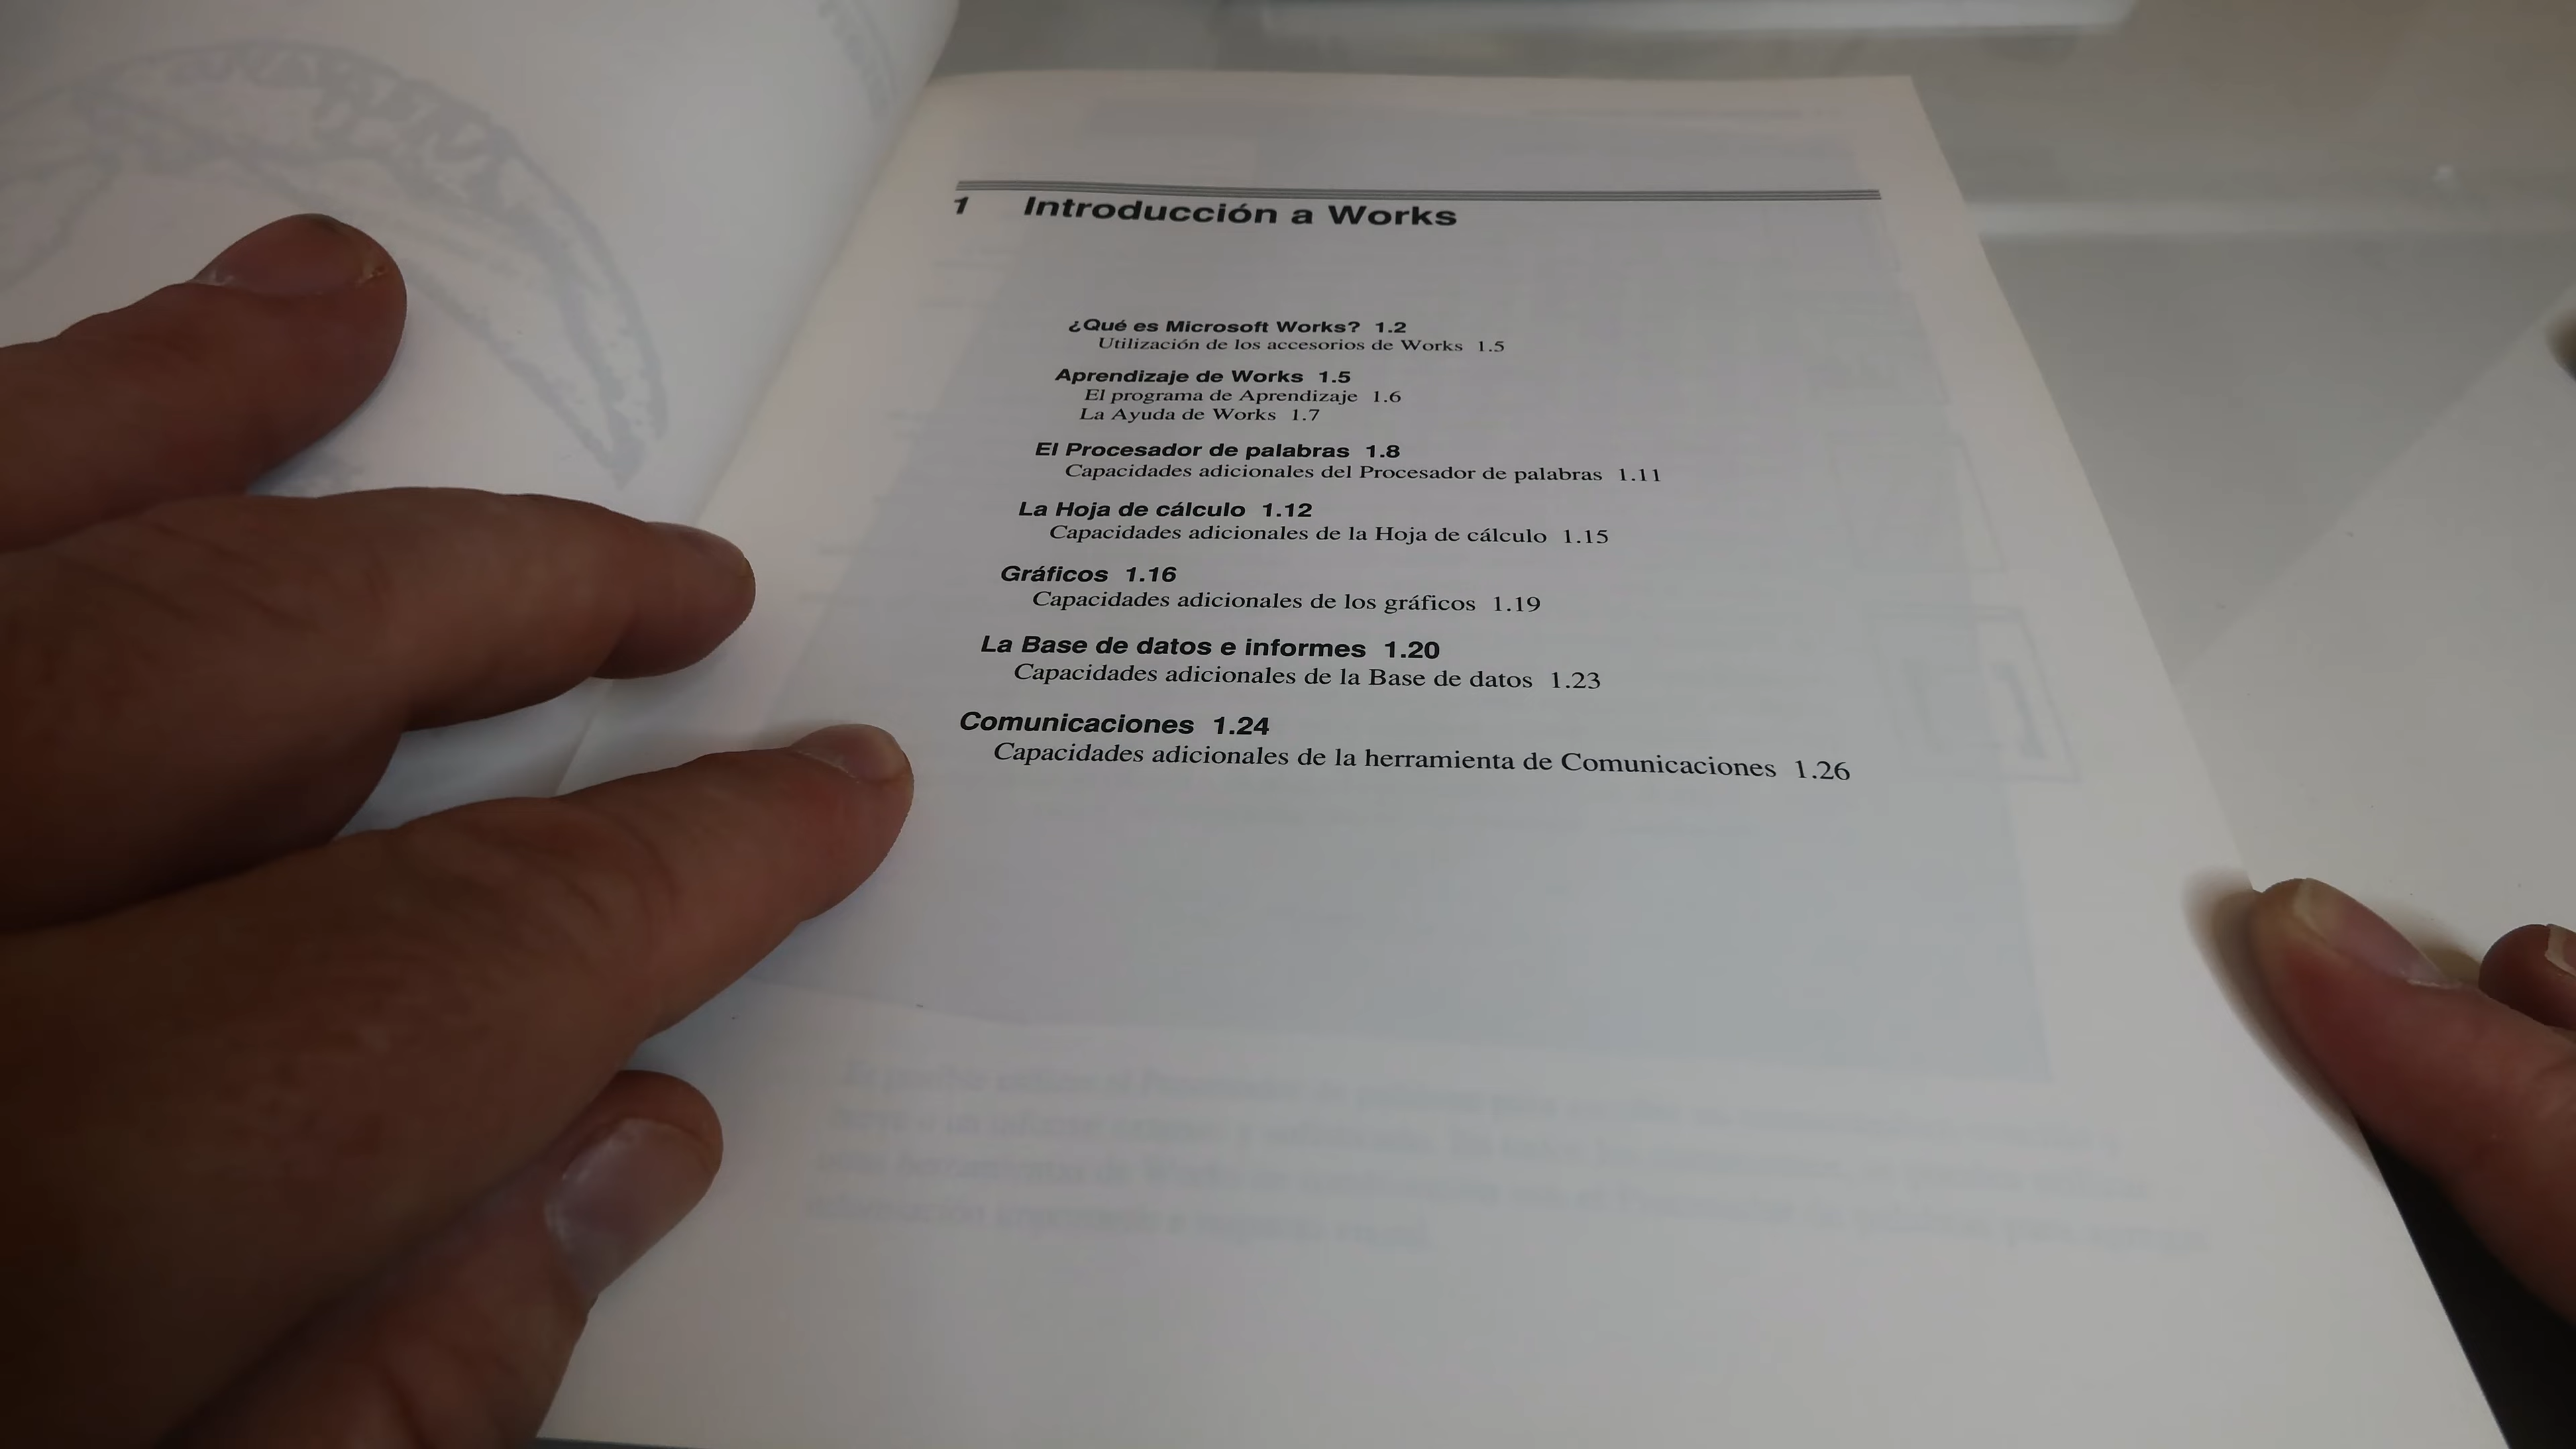 1 Introducción a Works
¿Qué es Microsoft Works? 1.2
Utilización de los accesorios de Works 1.5
Aprendizaje de Works 1.5
El programa de Aprendizaje 1.6
La Ayuda de Works 1.7
El Procesador de palabras 1.8
Capacidades adicionales del Procesador de palabras 1.11
La Hoja de cálculo 1.12
Capacidades adicionales de la Hoja de cálculo 1.15
Gráficos 1.16
Capacidades adicionales de los gráficos 1.19
La Base de datos e informes 1.20
Capacidades adicionales de la Base de datos 1.23
Comunicaciones 1.24
Capacidades adicionales de la herramienta de Comunicaciones 1.26